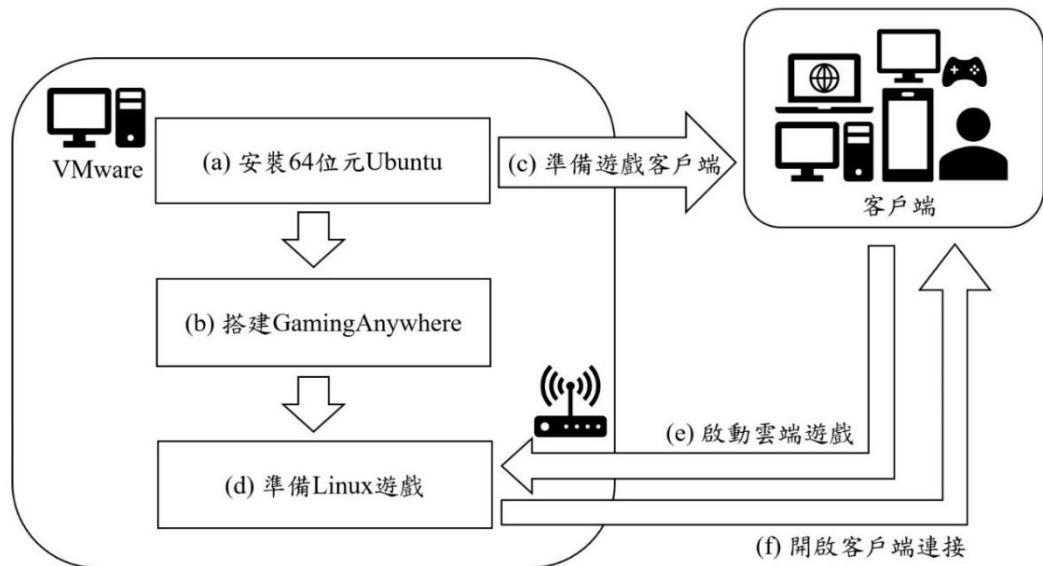 VMware
(a) 安裝64位元Ubuntu
(c) 準備遊戲客戶端
客戶端
(b) 搭建GamingAnywhere
(e) 啟動雲端遊戲
(d) 準備Linux遊戲
(f) 開啟客戶端連接